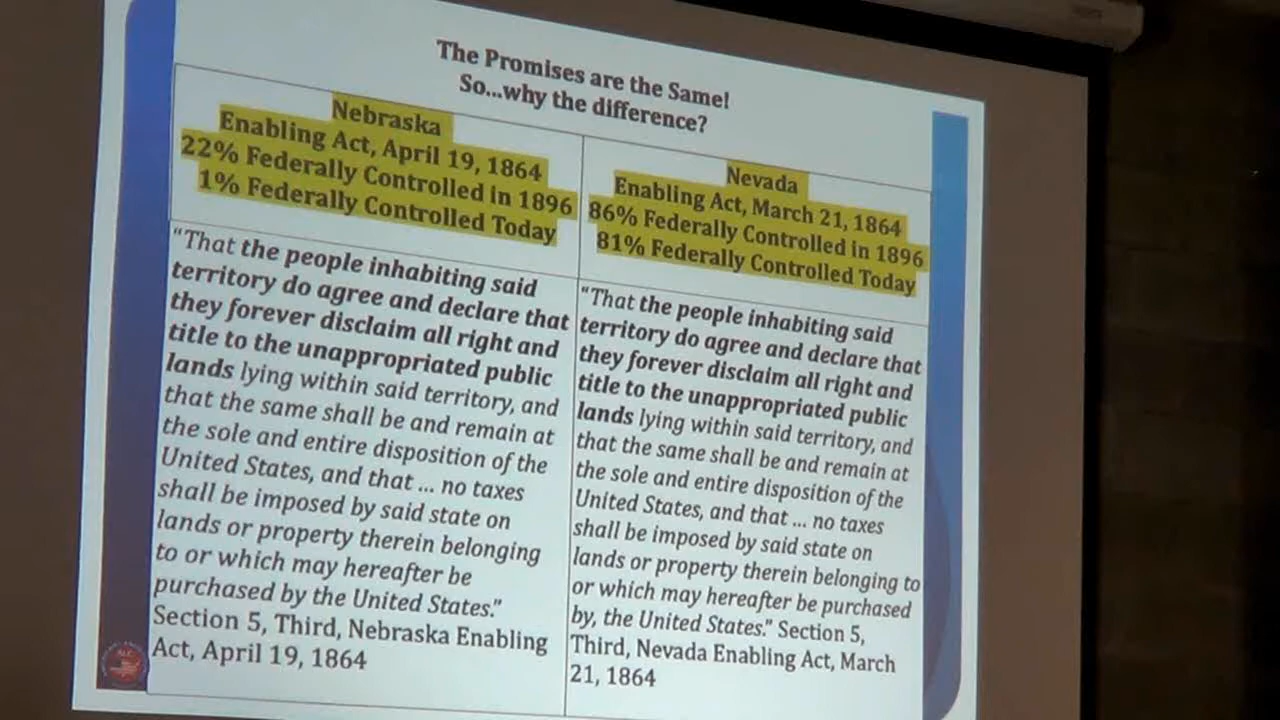 The Promises are the Same!
So...why the difference?
Nebraska
Enabling Act, April 19, 1864
22% Federally Controlled in 1896
1% Federally Controlled Today
"That the people inhabiting said
territory do agree and declare that
they forever disclaim all right and
title to the unappropriated public
lands lying within said territory, and
that the same shall be and remain at
the sole and entire disposition of the
United States, and that ... no taxes
shall be imposed by said state on
lands or property therein belonging
to or which may hereafter be
purchased by the United States."
Section 5, Third, Nebraska Enabling
Act, April 19, 1864
Nevada
Enabling Act, March 21, 1864
86% Federally Controlled in 1896
81% Federally Controlled Today
"That the people inhabiting said
territory do agree and declare that
they forever disclaim all right and
title to the unappropriated public
lands lying within said territory, and
that the same shall be and remain at
the sole and entire disposition of the
United States, and that ... no taxes
shall be imposed by said state on
lands or property therein belonging to
or which may hereafter be purchased
by, the United States." Section 5,
Third, Nevada Enabling Act, March
21, 1864